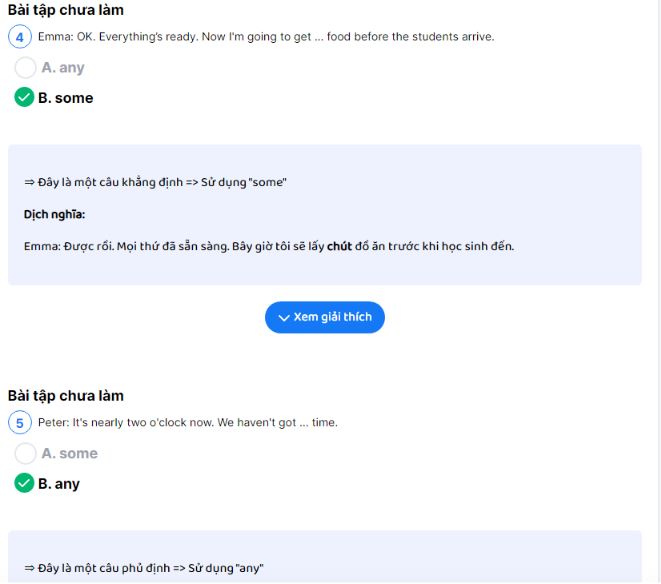 Bài tập chưa làm
4 Emma: OK. Everything's ready. Now I'm going to get ... food before the students arrive.
A. any
B. some
⇒ Đây là một câu khẳng định => Sử dụng "some"
Dịch nghĩa:
Emma: Được rồi. Mọi thứ đã sẵn sàng. Bây giờ tôi sẽ lấy chút đồ ăn trước khi học sinh đến.
Xem giải thích
Bài tập chưa làm
5 Peter: It's nearly two o'clock now. We haven't got ... time.
A. some
B. any
⇒ Đây là một câu phủ định => Sử dụng "any"